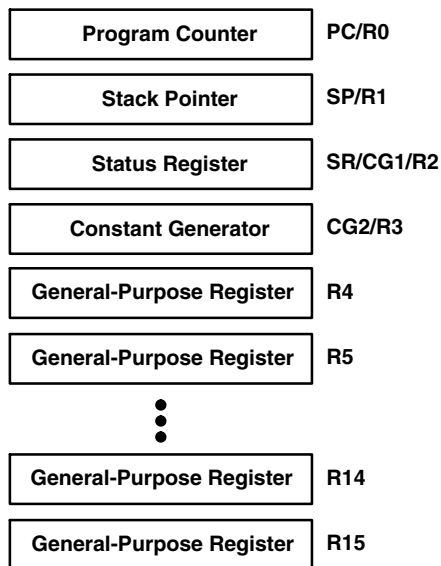 Program Counter PC/R0
Stack Pointer SP/R1
Status Register SR/CG1/R2
Constant Generator CG2/R3
General-Purpose Register R4
General-Purpose Register R5
General-Purpose Register R14
General-Purpose Register R15